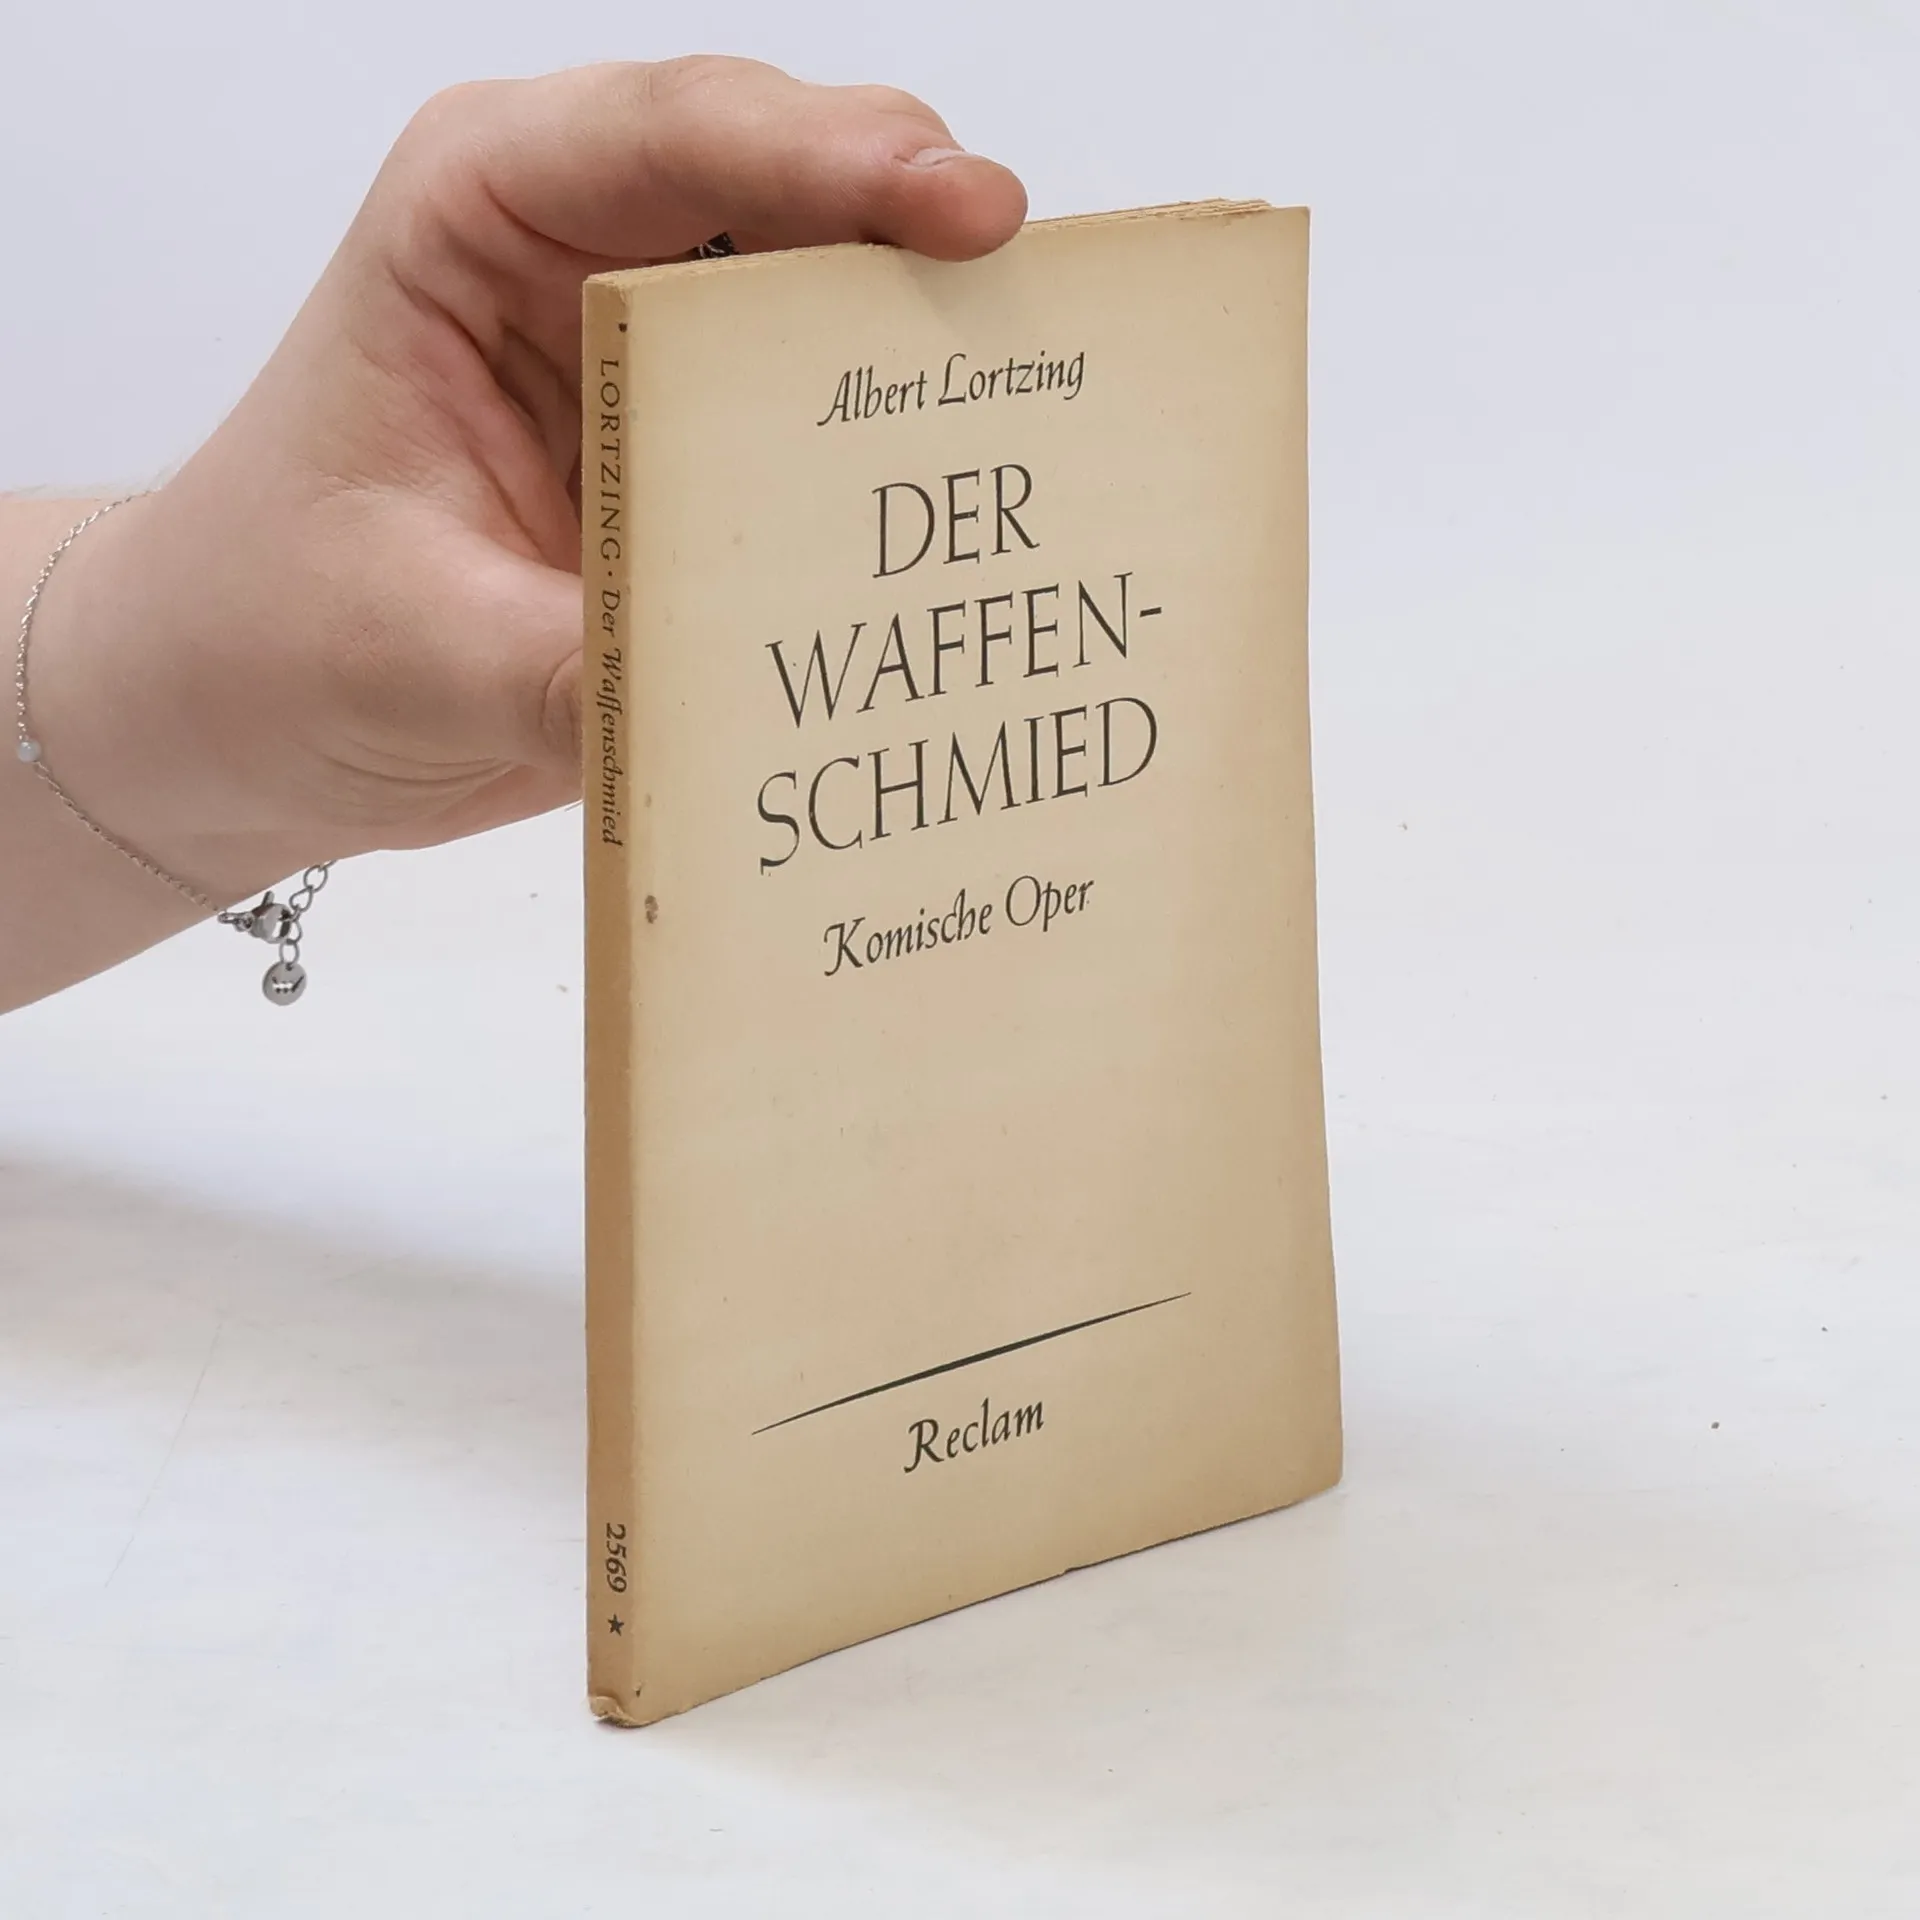 Albert Lortzing
DER
WAFFEN-
SCHMIED
Komische Oper
Reclam
LORTZING · Der Waffenschmied
2569 ★